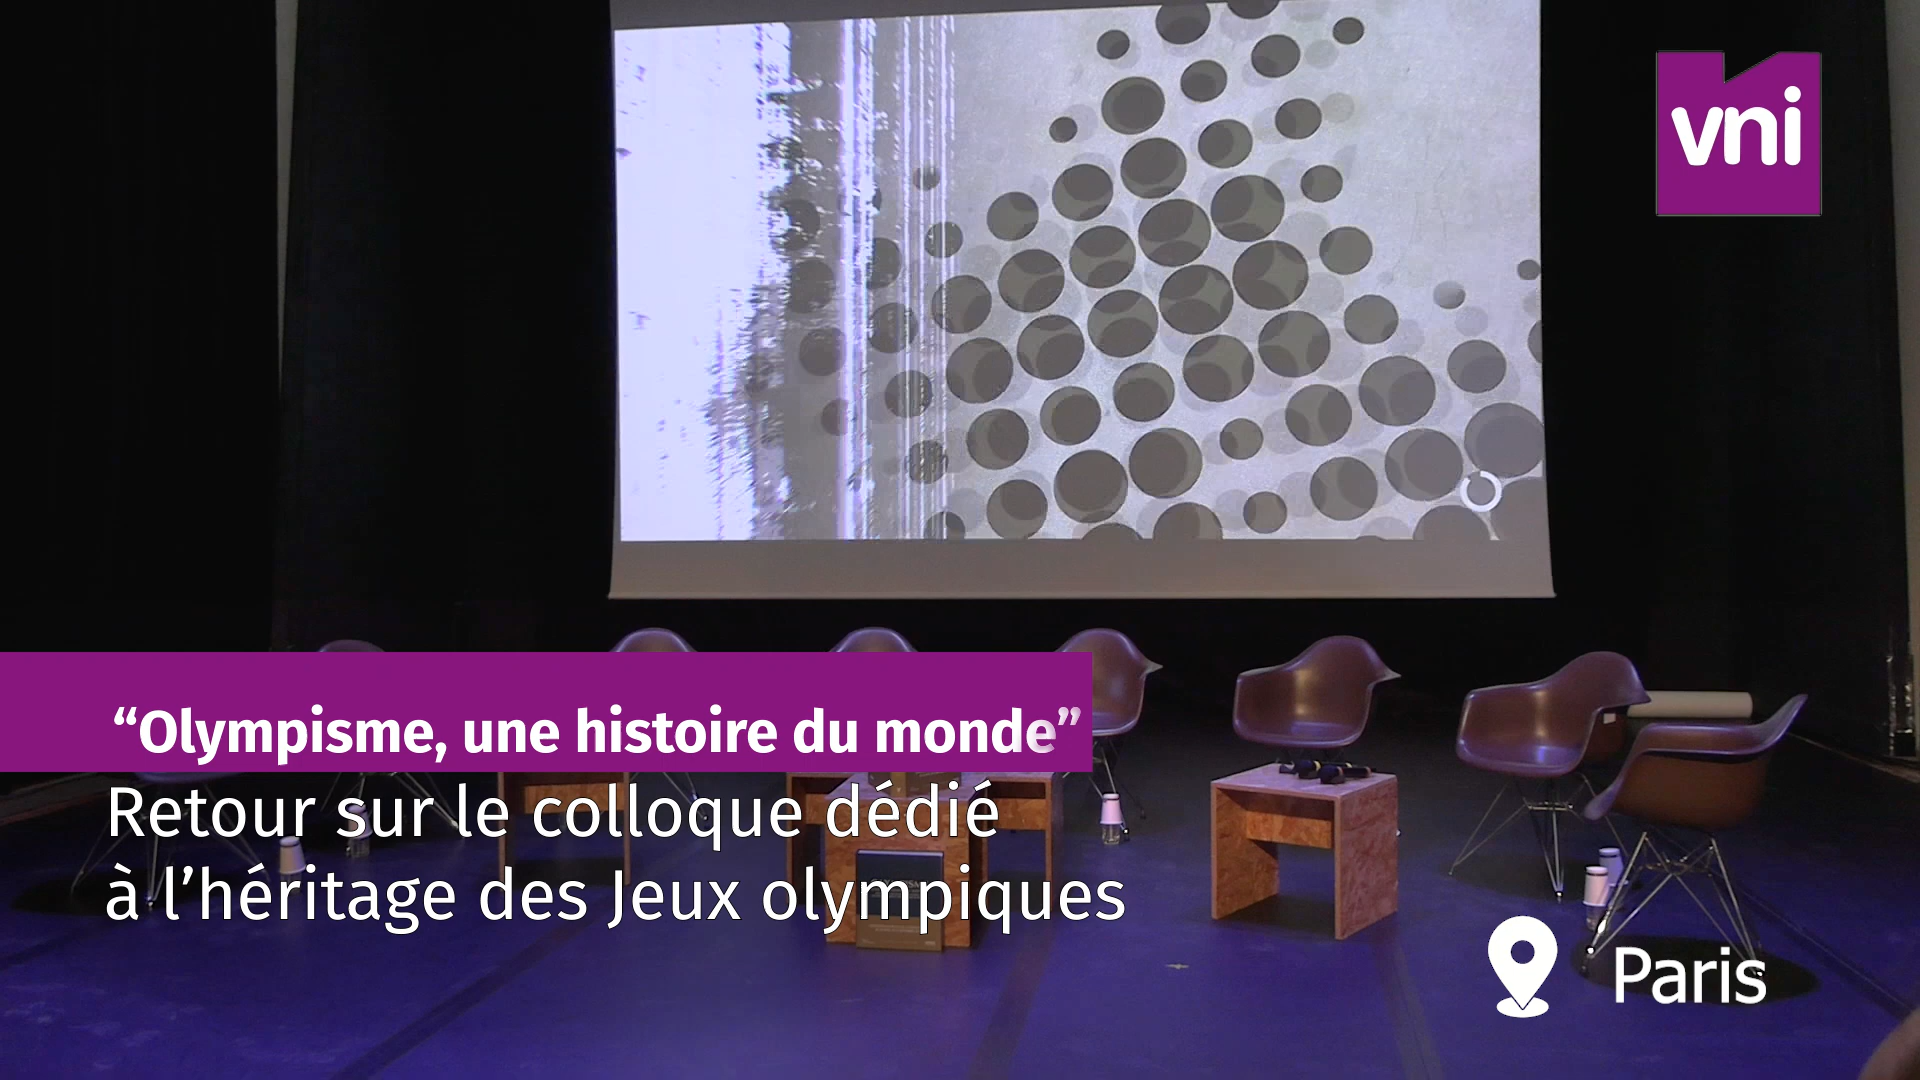 vni
“Olympisme, une histoire du monde”
Retour sur le colloque dédié
à l’héritage des Jeux olympiques
Paris